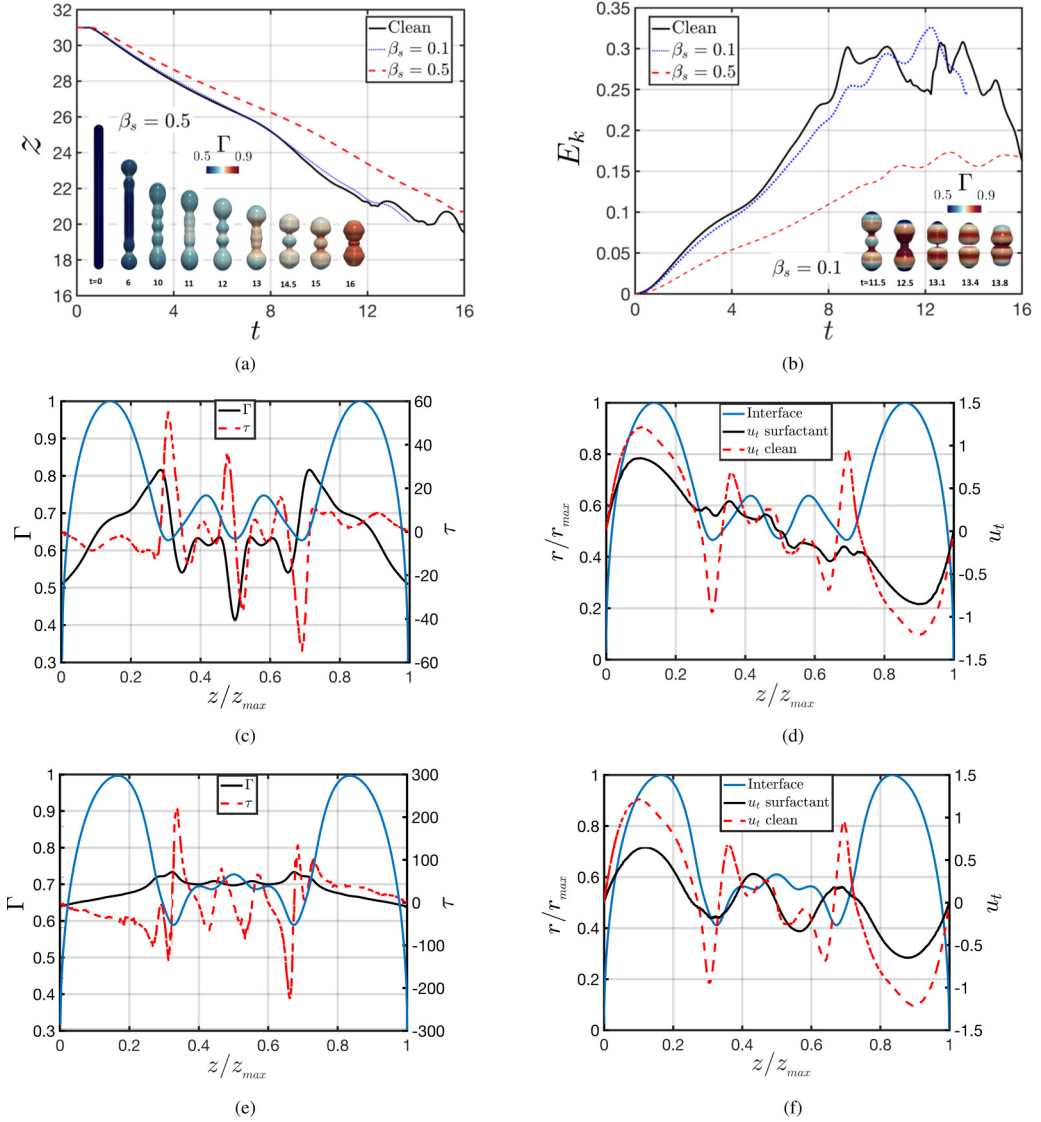 32
30
28
26
24
22
20
18
16
z
0
4
8
12
16
t
Clean
β_s = 0.1
β_s = 0.5
β_s = 0.5
Γ
0.5 0.9
t=0 6 10 11 12 13 14.5 15 16
(a)
0.35
0.3
0.25
0.2
0.15
0.1
0.05
0
E_k
0 4 8 12 16
t
Clean
β_s = 0.1
β_s = 0.5
Γ
0.5 0.9
β_s = 0.1
t=11.5 12.5 13.1 13.4 13.8
(b)
1
0.9
0.8
0.7
0.6
0.5
0.4
0.3
Γ
Γ
τ
60
40
20
0
-20
-40
-60
τ
0 0.2 0.4 0.6 0.8 1
z/z_max
(c)
1
0.8
0.6
0.4
0.2
0
r/r_max
Interface
u_t surfactant
u_t clean
1.5
1
0.5
0
-0.5
-1
-1.5
u_t
0 0.2 0.4 0.6 0.8 1
z/z_max
(d)
1
0.9
0.8
0.7
0.6
0.5
0.4
0.3
Γ
Γ
τ
300
200
100
0
-100
-200
-300
τ
0 0.2 0.4 0.6 0.8 1
z/z_max
(e)
1
0.8
0.6
0.4
0.2
0
r/r_max
Interface
u_t surfactant
u_t clean
1.5
1
0.5
0
-0.5
-1
-1.5
u_t
0 0.2 0.4 0.6 0.8 1
z/z_max
(f)